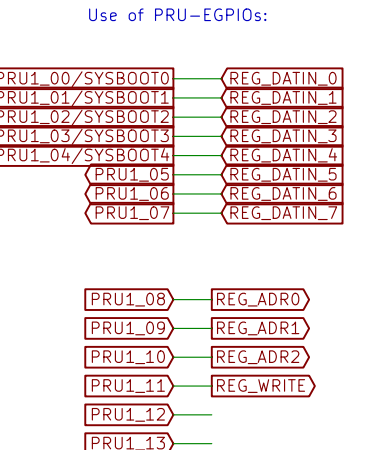 Use of PRU-EGPIOs:
PRU1_00/SYSBOOT0 REG_DATIN_0
PRU1_01/SYSBOOT1 REG_DATIN_1
PRU1_02/SYSBOOT2 REG_DATIN_2
PRU1_03/SYSBOOT3 REG_DATIN_3
PRU1_04/SYSBOOT4 REG_DATIN_4
PRU1_05 REG_DATIN_5
PRU1_06 REG_DATIN_6
PRU1_07 REG_DATIN_7
PRU1_08 REG_ADR0
PRU1_09 REG_ADR1
PRU1_10 REG_ADR2
PRU1_11 REG_WRITE
PRU1_12
PRU1_13